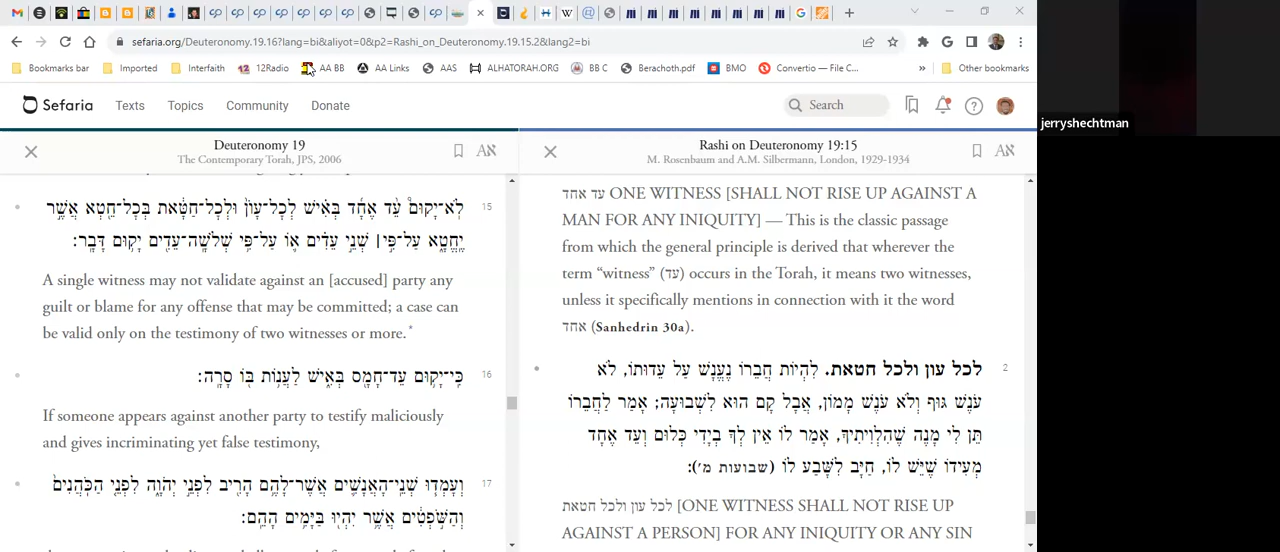 sefaria.org/Deuteronomy.19.16?lang=bi&aliyot=0&p2=Rashi_on_Deuteronomy.19.15.2&lang2=bi
Bookmarks bar Imported Interfaith 12Radio AA BB AA Links AAS ALHATORAH.ORG BB C Berachoth.pdf BMO Convertio — File C... » Other bookmarks
Sefaria Texts Topics Community Donate Search
jerryshechtman
Deuteronomy 19
The Contemporary Torah, JPS, 2006
15
לֹֽא־יָקוּם֩ עֵ֨ד אֶחָ֜ד בְּאִ֗ישׁ לְכׇל־עָוֺן֙ וּלְכׇל־חַטָּ֔את בְּכׇל־חֵ֖טְא אֲשֶׁ֣ר
יֶֽחֱטָ֑א עַל־פִּ֣י ׀ שְׁנֵ֣י עֵדִ֗ים א֛וֹ עַל־פִּ֥י שְׁלֹשָֽׁה־עֵדִ֖ים יָק֥וּם דָּבָֽר׃
A single witness may not validate against an [accused] party any
guilt or blame for any offense that may be committed; a case can
be valid only on the testimony of two witnesses or more.*
16
כִּֽי־יָק֥וּם עֵד־חָמָ֖ס בְּאִ֑ישׁ לַעֲנ֥וֹת בּ֖וֹ סָרָֽה׃
If someone appears against another party to testify maliciously
and gives incriminating yet false testimony,
17
וְעָמְד֧וּ שְׁנֵֽי־הָאֲנָשִׁ֛ים אֲשֶׁר־לָהֶ֥ם הָרִ֖יב לִפְנֵ֣י יְהֹוָ֑ה לִפְנֵ֤י הַכֹּֽהֲנִים֙
וְהַשֹּׁ֣פְטִ֔ים אֲשֶׁ֥ר יִהְי֖וּ בַּיָּמִ֥ים הָהֵֽם׃
Rashi on Deuteronomy 19:15
M. Rosenbaum and A.M. Silbermann, London, 1929-1934
עד אחד ONE WITNESS [SHALL NOT RISE UP AGAINST A
MAN FOR ANY INIQUITY] — This is the classic passage
from which the general principle is derived that wherever the
term “witness” (עד) occurs in the Torah, it means two witnesses,
unless it specifically mentions in connection with it the word
אחד (Sanhedrin 30a).
2
לכל עון ולכל חטאת. לִהְיוֹת חֲבֵרוֹ נֶעֱנָשׁ עַל עֵדוּתוֹ, לֹא
עֹנֶשׁ גּוּף וְלֹא עֹנֶשׁ מָמוֹן, אֲבָל קָם הוּא לִשְׁבוּעָה; אָמַר לַחֲבֵרוֹ
תֵּן לִי מָנֶה שֶׁהִלְוִיתִיךָ, אָמַר לוֹ אֵין לְךָ בְיָדִי כְּלוּם וְעֵד אֶחָד
מְעִידוֹ שֶׁיֵּשׁ לוֹ, חַיָּב לִשָּׁבַע לוֹ (שבועות מ׳):
לכל עון ולכל חטאת [ONE WITNESS SHALL NOT RISE UP
AGAINST A PERSON] FOR ANY INIQUITY OR ANY SIN